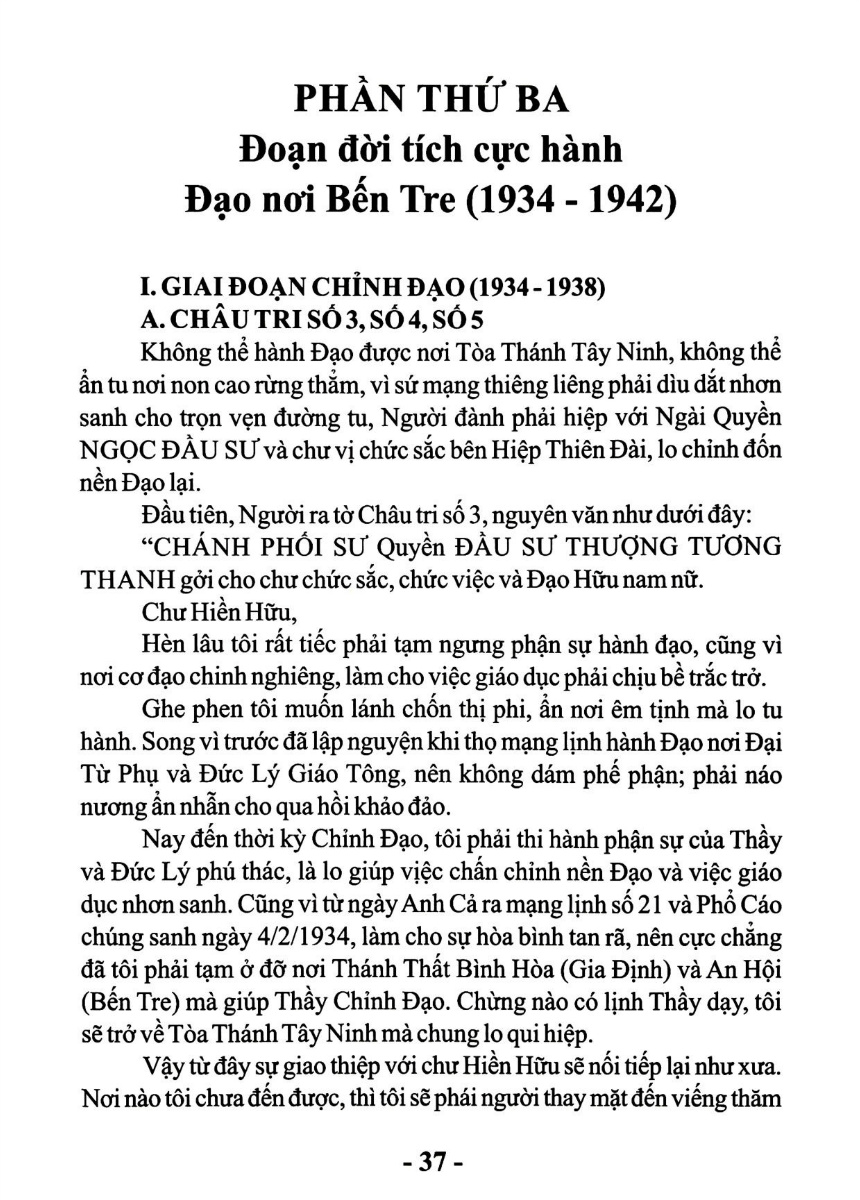 PHẦN THỨ BA
Đoạn đời tích cực hành
Đạo nơi Bến Tre (1934 - 1942)
I. GIAI ĐOẠN CHỈNH ĐẠO (1934 - 1938)
A. CHÂU TRI SỐ 3, SỐ 4, SỐ 5
Không thể hành Đạo được nơi Tòa Thánh Tây Ninh, không thể
ẩn tu nơi non cao rừng thẳm, vì sứ mạng thiêng liêng phải dìu dắt nhơn
sanh cho trọn vẹn đường tu, Người đành phải hiệp với Ngài Quyền
NGỌC ĐẦU SƯ và chư vị chức sắc bên Hiệp Thiên Đài, lo chỉnh đốn
nền Đạo lại.
Đầu tiên, Người ra tờ Châu tri số 3, nguyên văn như dưới đây:
“CHÁNH PHỐI SƯ Quyền ĐẦU SƯ THƯỢNG TƯƠNG
THANH gởi cho chư chức sắc, chức việc và Đạo Hữu nam nữ.
Chư Hiền Hữu,
Hèn lâu tôi rất tiếc phải tạm ngưng phận sự hành đạo, cũng vì
nơi cơ đạo chinh nghiêng, làm cho việc giáo dục phải chịu bề trắc trở.
Ghe phen tôi muốn lánh chốn thị phi, ẩn nơi êm tịnh mà lo tu
hành. Song vì trước đã lập nguyện khi thọ mạng lịnh hành Đạo nơi Đại
Từ Phụ và Đức Lý Giáo Tông, nên không dám phế phận; phải náo
nương ẩn nhẫn cho qua hồi khảo đảo.
Nay đến thời kỳ Chỉnh Đạo, tôi phải thi hành phận sự của Thầy
và Đức Lý phú thác, là lo giúp việc chấn chỉnh nền Đạo và việc giáo
dục nhơn sanh. Cũng vì từ ngày Anh Cả ra mạng lịnh số 21 và Phổ Cáo
chúng sanh ngày 4/2/1934, làm cho sự hòa bình tan rã, nên cực chẳng
đã tôi phải tạm ở đỡ nơi Thánh Thất Bình Hòa (Gia Định) và An Hội
(Bến Tre) mà giúp Thầy Chỉnh Đạo. Chừng nào có lịnh Thầy dạy, tôi
sẽ trở về Tòa Thánh Tây Ninh mà chung lo qui hiệp.
Vậy từ đây sự giao thiệp với chư Hiền Hữu sẽ nối tiếp lại như xưa.
Nơi nào tôi chưa đến được, thì tôi sẽ phái người thay mặt đến viếng thăm
- 37 -